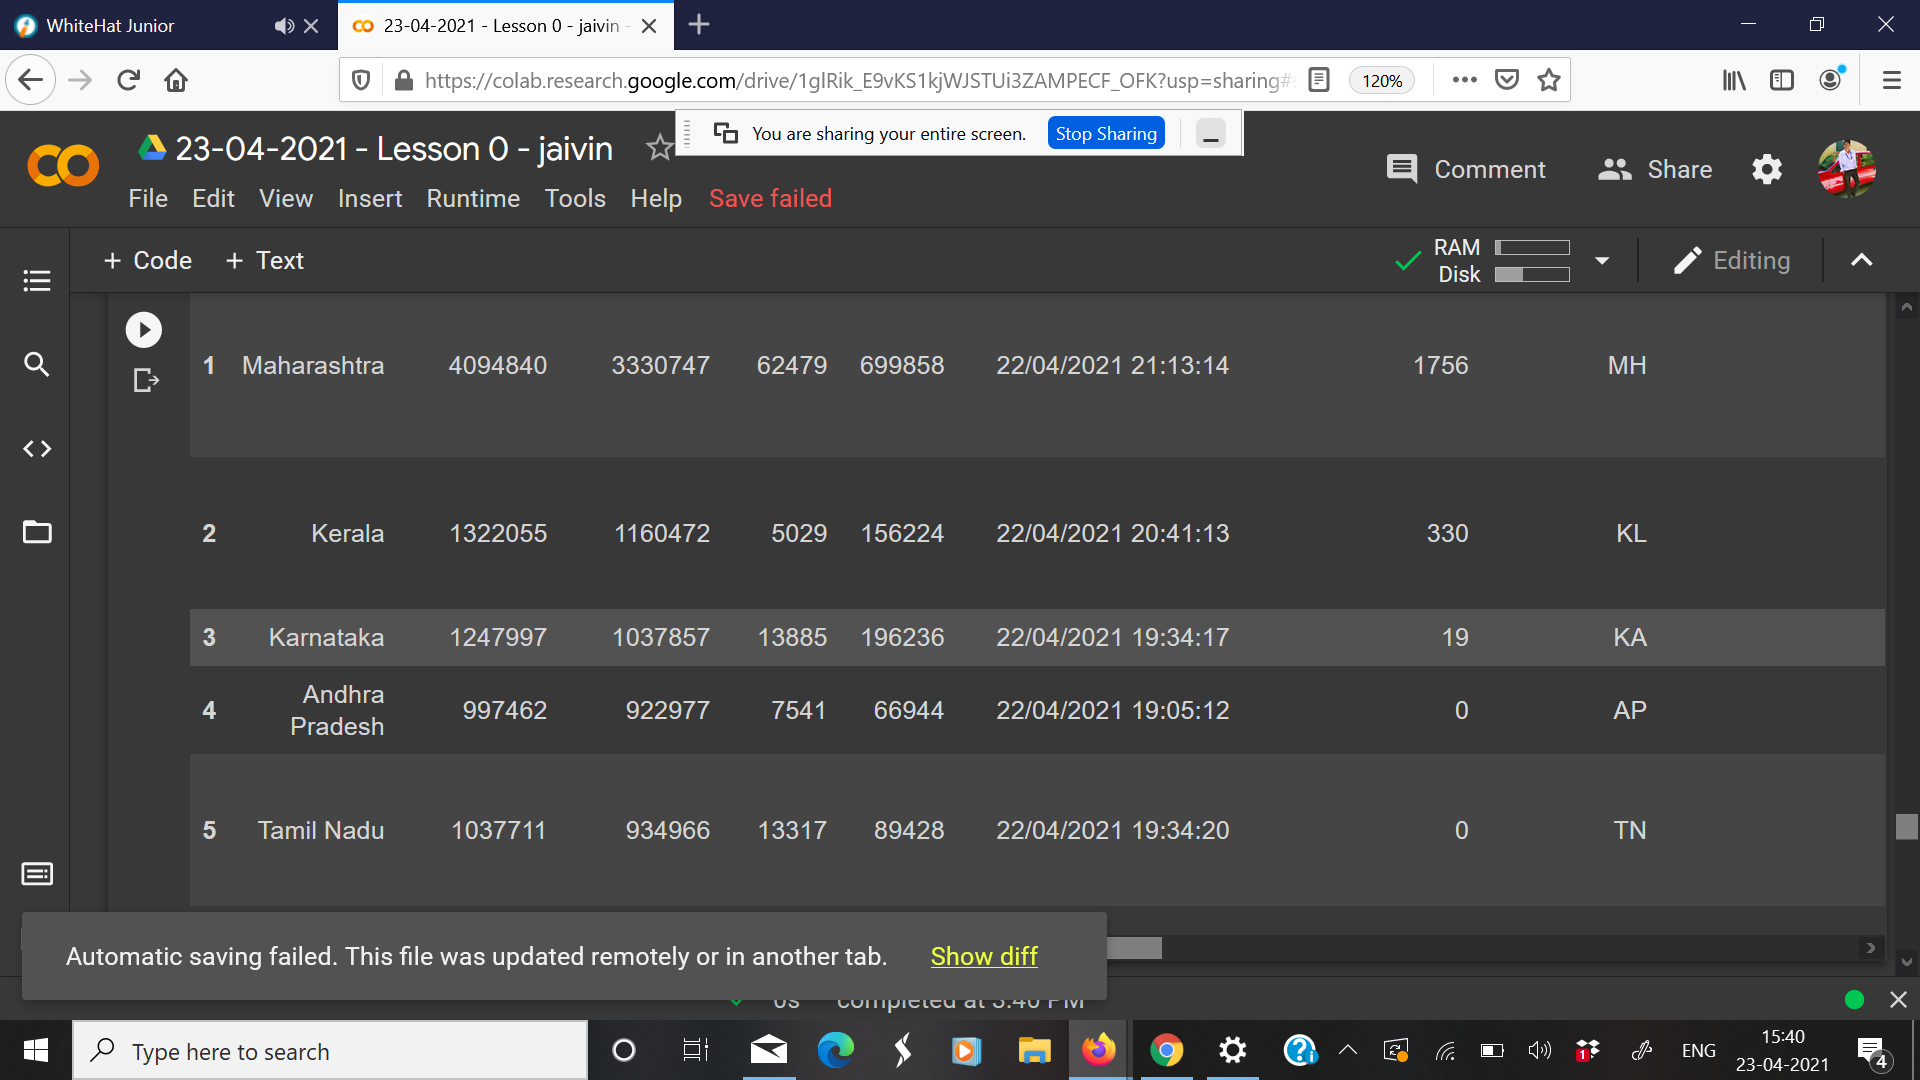 WhiteHat Junior
23-04-2021 - Lesson 0 - jaivin -
https://colab.research.google.com/drive/1glRik_E9vKS1kjWJSTUi3ZAMPECF_OFK?usp=sharing#
120%
You are sharing your entire screen. Stop Sharing
CO 23-04-2021 - Lesson 0 - jaivin
Comment Share
File Edit View Insert Runtime Tools Help Save failed
+ Code + Text
RAM
Disk
Editing
1 Maharashtra 4094840 3330747 62479 699858 22/04/2021 21:13:14 1756 MH
2 Kerala 1322055 1160472 5029 156224 22/04/2021 20:41:13 330 KL
3 Karnataka 1247997 1037857 13885 196236 22/04/2021 19:34:17 19 KA
4 Andhra Pradesh 997462 922977 7541 66944 22/04/2021 19:05:12 0 AP
5 Tamil Nadu 1037711 934966 13317 89428 22/04/2021 19:34:20 0 TN
Automatic saving failed. This file was updated remotely or in another tab. Show diff
0s completed at 3:40 PM
Type here to search
1
ENG
15:40
23-04-2021
4